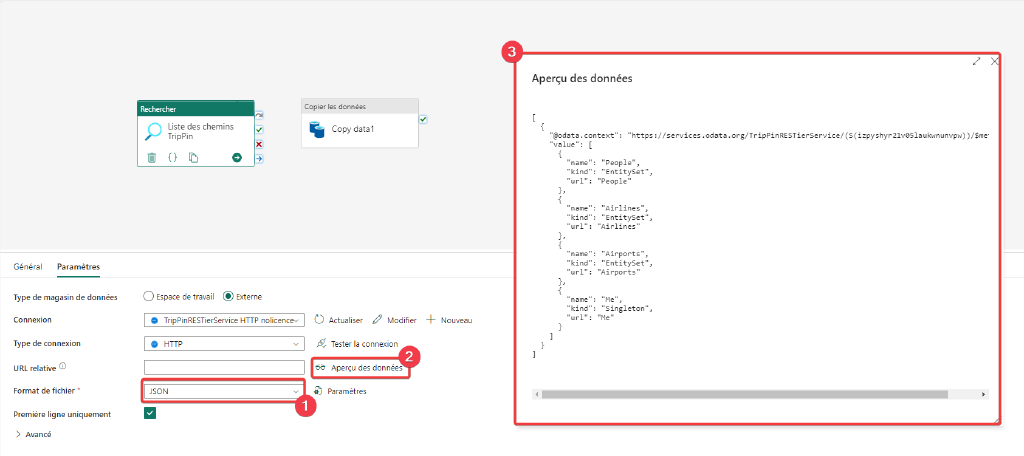 Rechercher
Liste des chemins
TripPin
Copier les données
Copy data1
Général Paramètres
Type de magasin de données Espace de travail Externe
Connexion TripPinRESTierService HTTP nolicence Actualiser Modifier Nouveau
Type de connexion HTTP Tester la connexion
URL relative Aperçu des données 2
Format de fichier * JSON Paramètres
1
Première ligne uniquement
Avancé
3
Aperçu des données
[
{
"@odata.context": "https://services.odata.org/TripPinRESTierService/(S(izpyshyr21v05laukwnunvpw))/$me
"value": [
{
"name": "People",
"kind": "EntitySet",
"url": "People"
},
{
"name": "Airlines",
"kind": "EntitySet",
"url": "Airlines"
},
{
"name": "Airports",
"kind": "EntitySet",
"url": "Airports"
},
{
"name": "Me",
"kind": "Singleton",
"url": "Me"
}
]
}
]